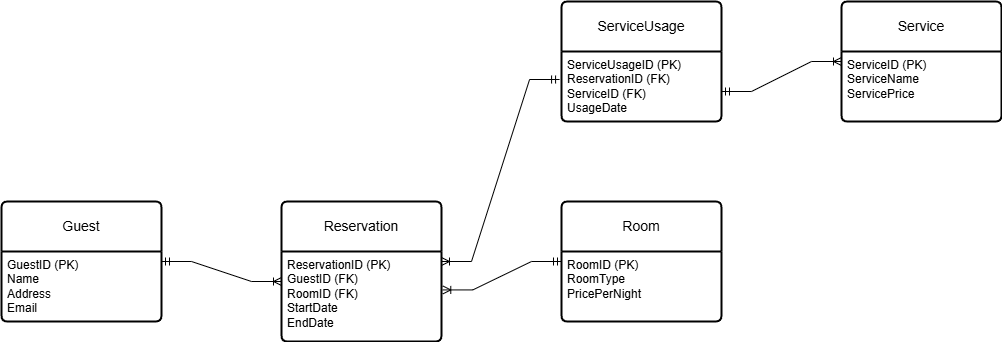 ServiceUsage
ServiceUsageID (PK)
ReservationID (FK)
ServiceID (FK)
UsageDate
Service
ServiceID (PK)
ServiceName
ServicePrice
Guest
GuestID (PK)
Name
Address
Email
Reservation
ReservationID (PK)
GuestID (FK)
RoomID (FK)
StartDate
EndDate
Room
RoomID (PK)
RoomType
PricePerNight